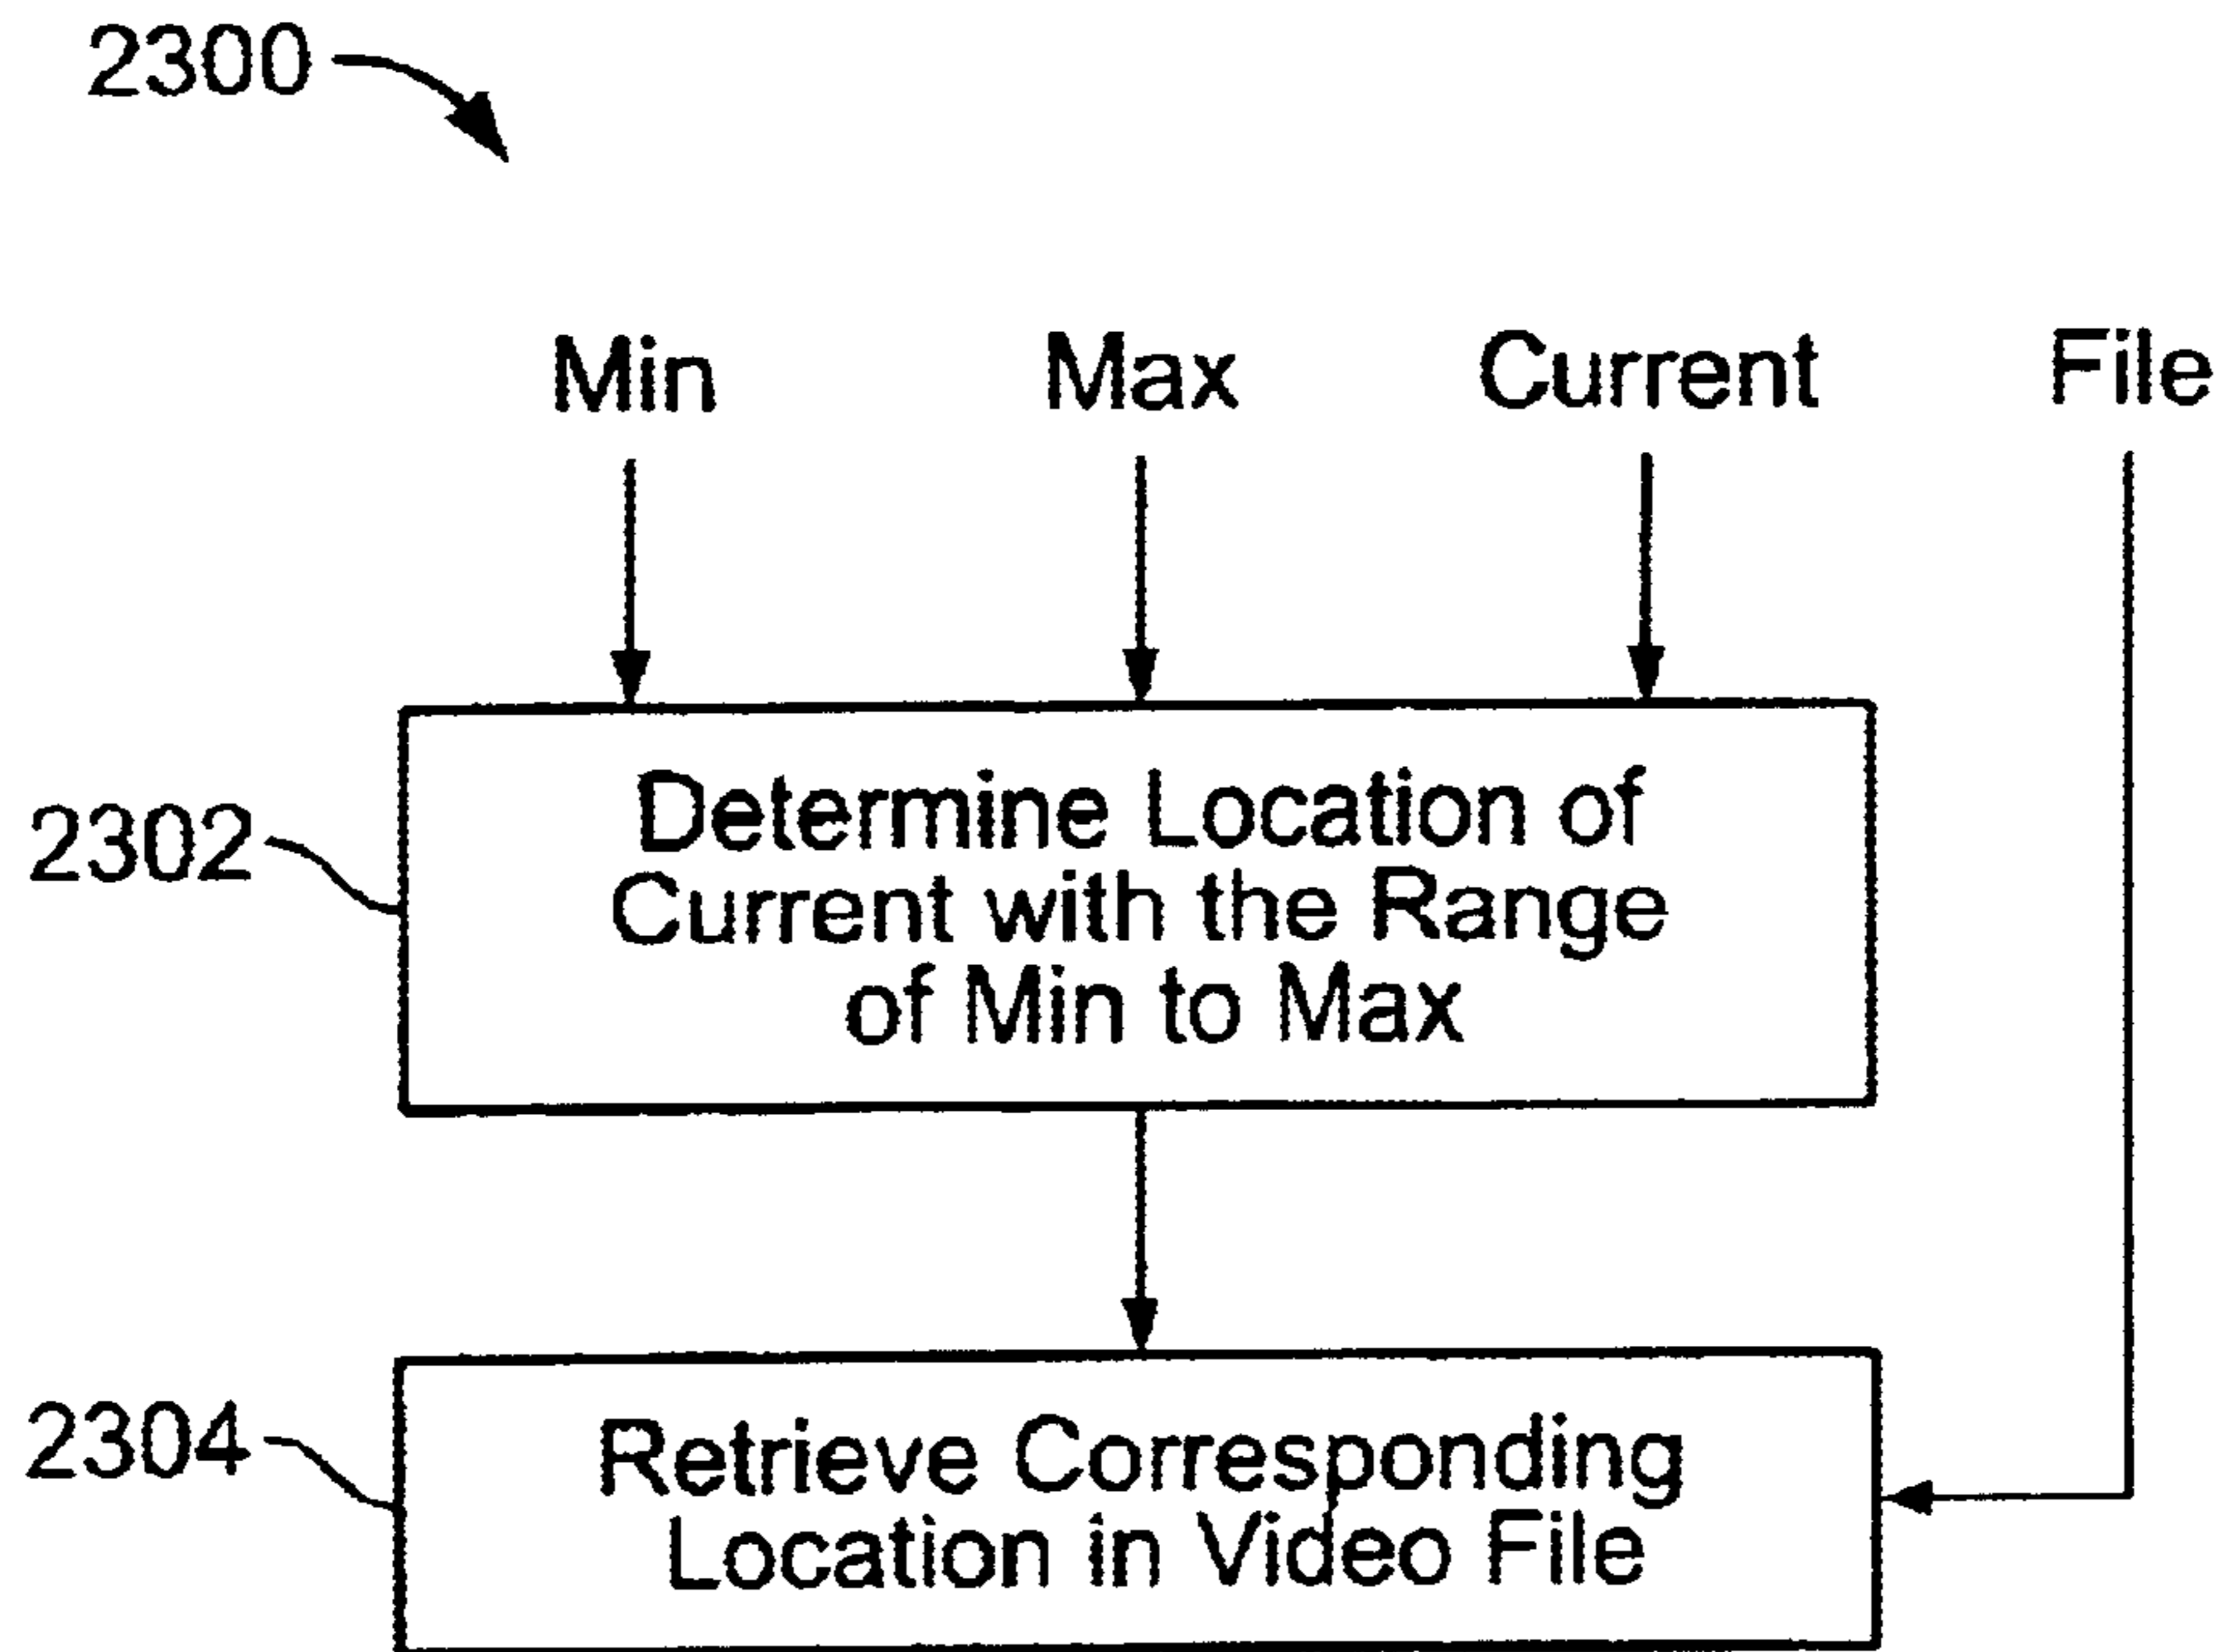 2300
Min Max Current File
2302
Determine Location of
Current with the Range
of Min to Max
2304
Retrieve Corresponding
Location in Video File